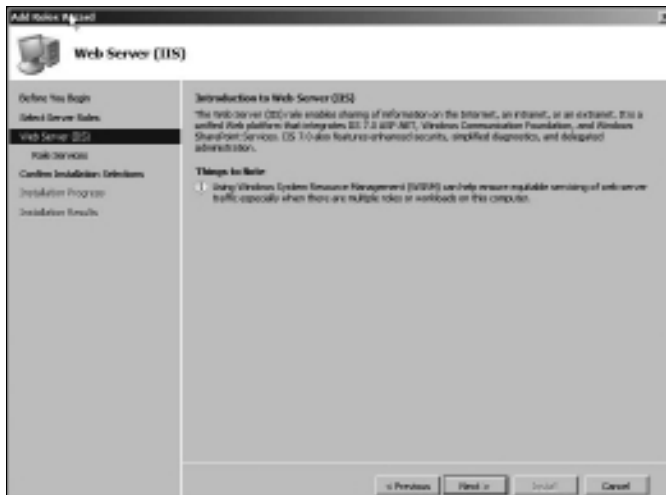 Add Roles Wizard
Web Server (IIS)
Before You Begin
Select Server Roles
Web Server (IIS)
Role Services
Confirm Installation Selections
Installation Progress
Installation Results
Introduction to Web Server (IIS)
The Web Server (IIS) role enables sharing of information on the Internet, an intranet, or an extranet. It is a
unified Web platform that integrates IIS 7.0 ASP.NET, Windows Communication Foundation, and Windows
SharePoint Services. IIS 7.0 also features enhanced security, simplified diagnostics, and delegated
administration.
Things to Note
Using Windows System Resource Management (WSRM) can help ensure equitable servicing of web server
traffic especially when there are multiple roles or workloads on this computer.
< Previous
Next >
Install
Cancel